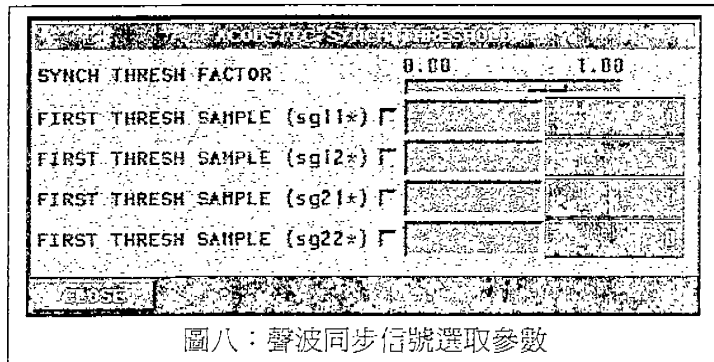 ACOUSTIC SYNCH THRESHOLD
SYNCH THRESH FACTOR 0.00 1.00
FIRST THRESH SAMPLE (sg11*)
FIRST THRESH SAMPLE (sg12*)
FIRST THRESH SAMPLE (sg21*)
FIRST THRESH SAMPLE (sg22*)
CLOSE
圖八：聲波同步信號選取參數